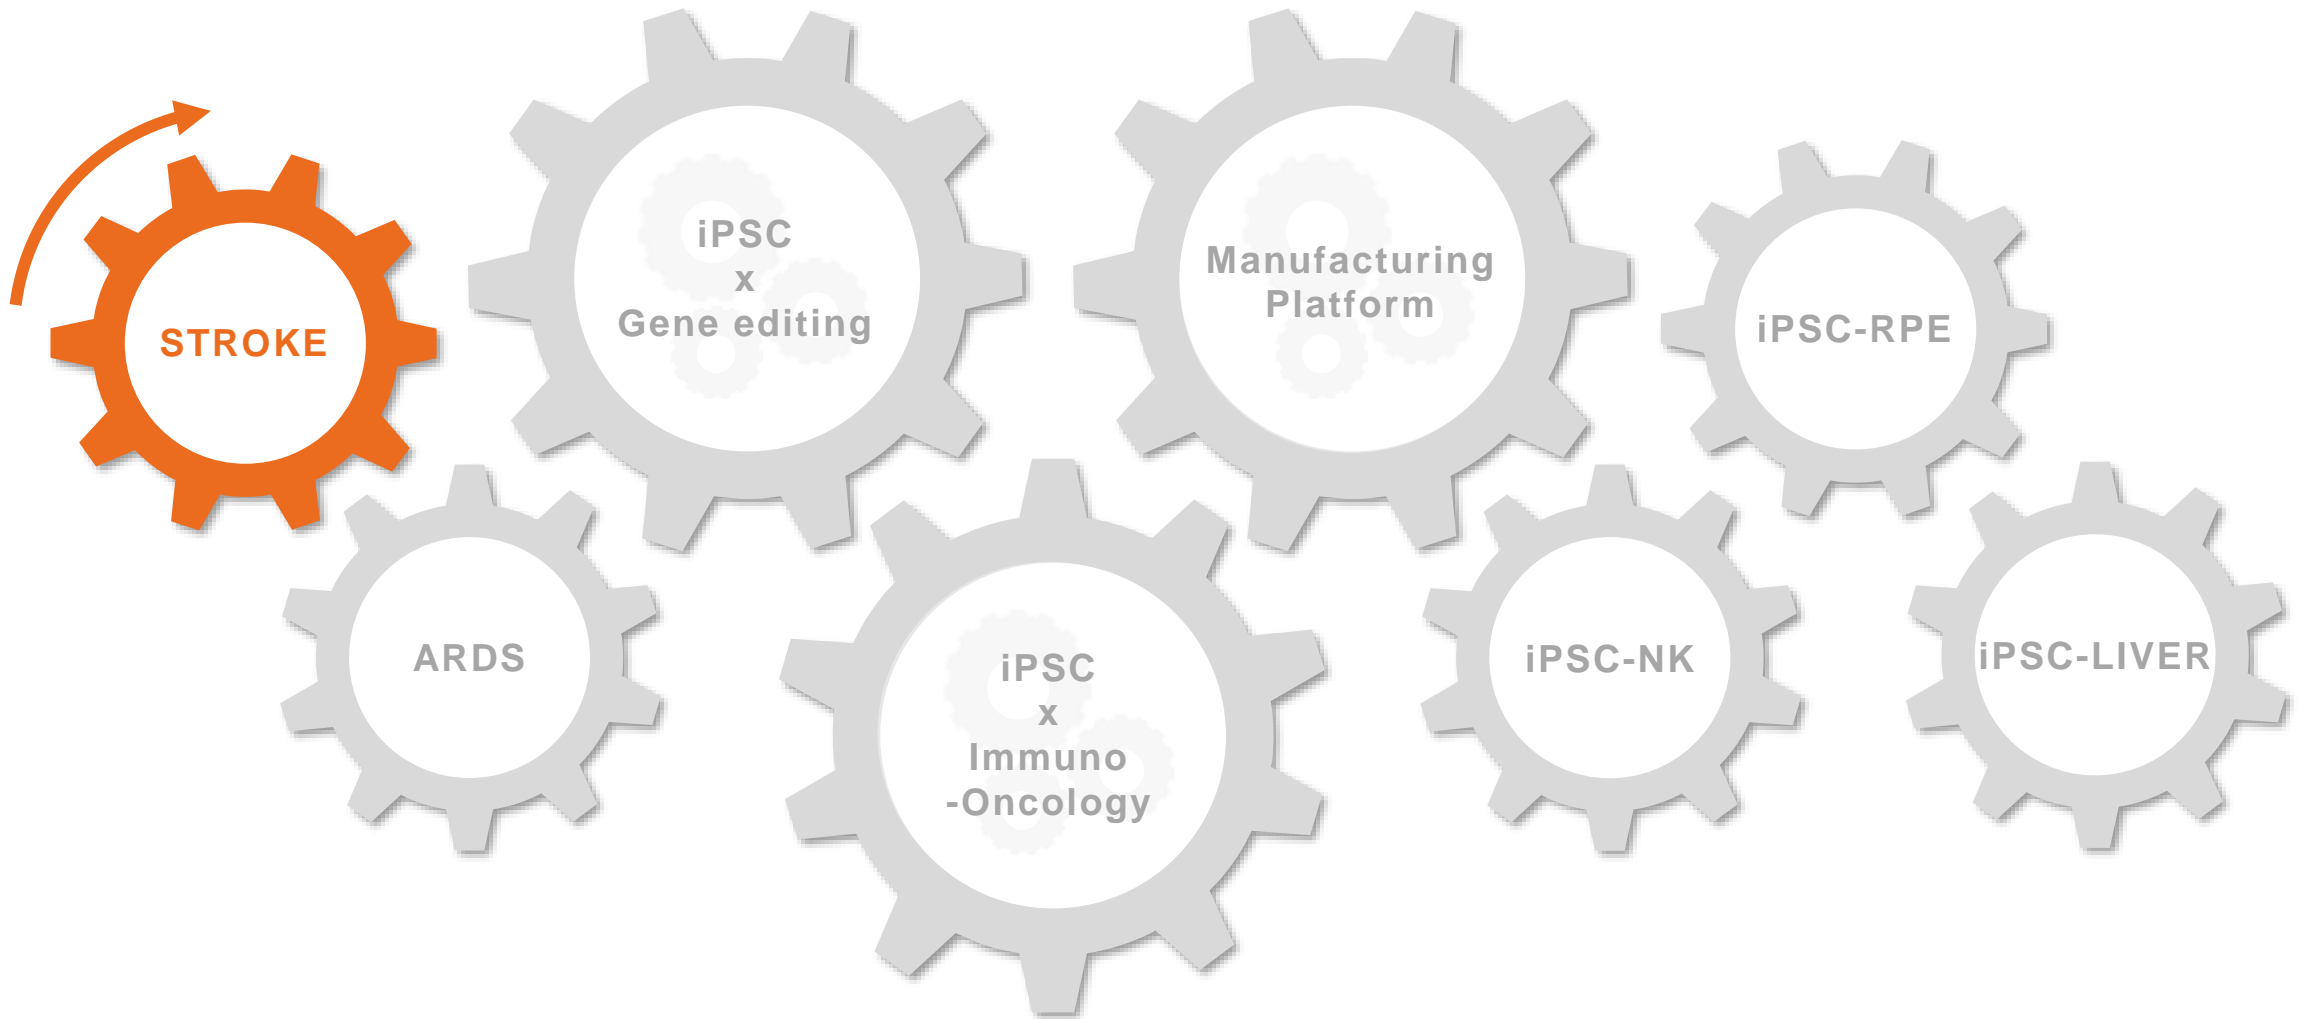 STROKE
iPSC
x
Gene editing
Manufacturing
Platform
iPSC-RPE
ARDS
iPSC
x
Immuno
-Oncology
iPSC-NK
iPSC-LIVER